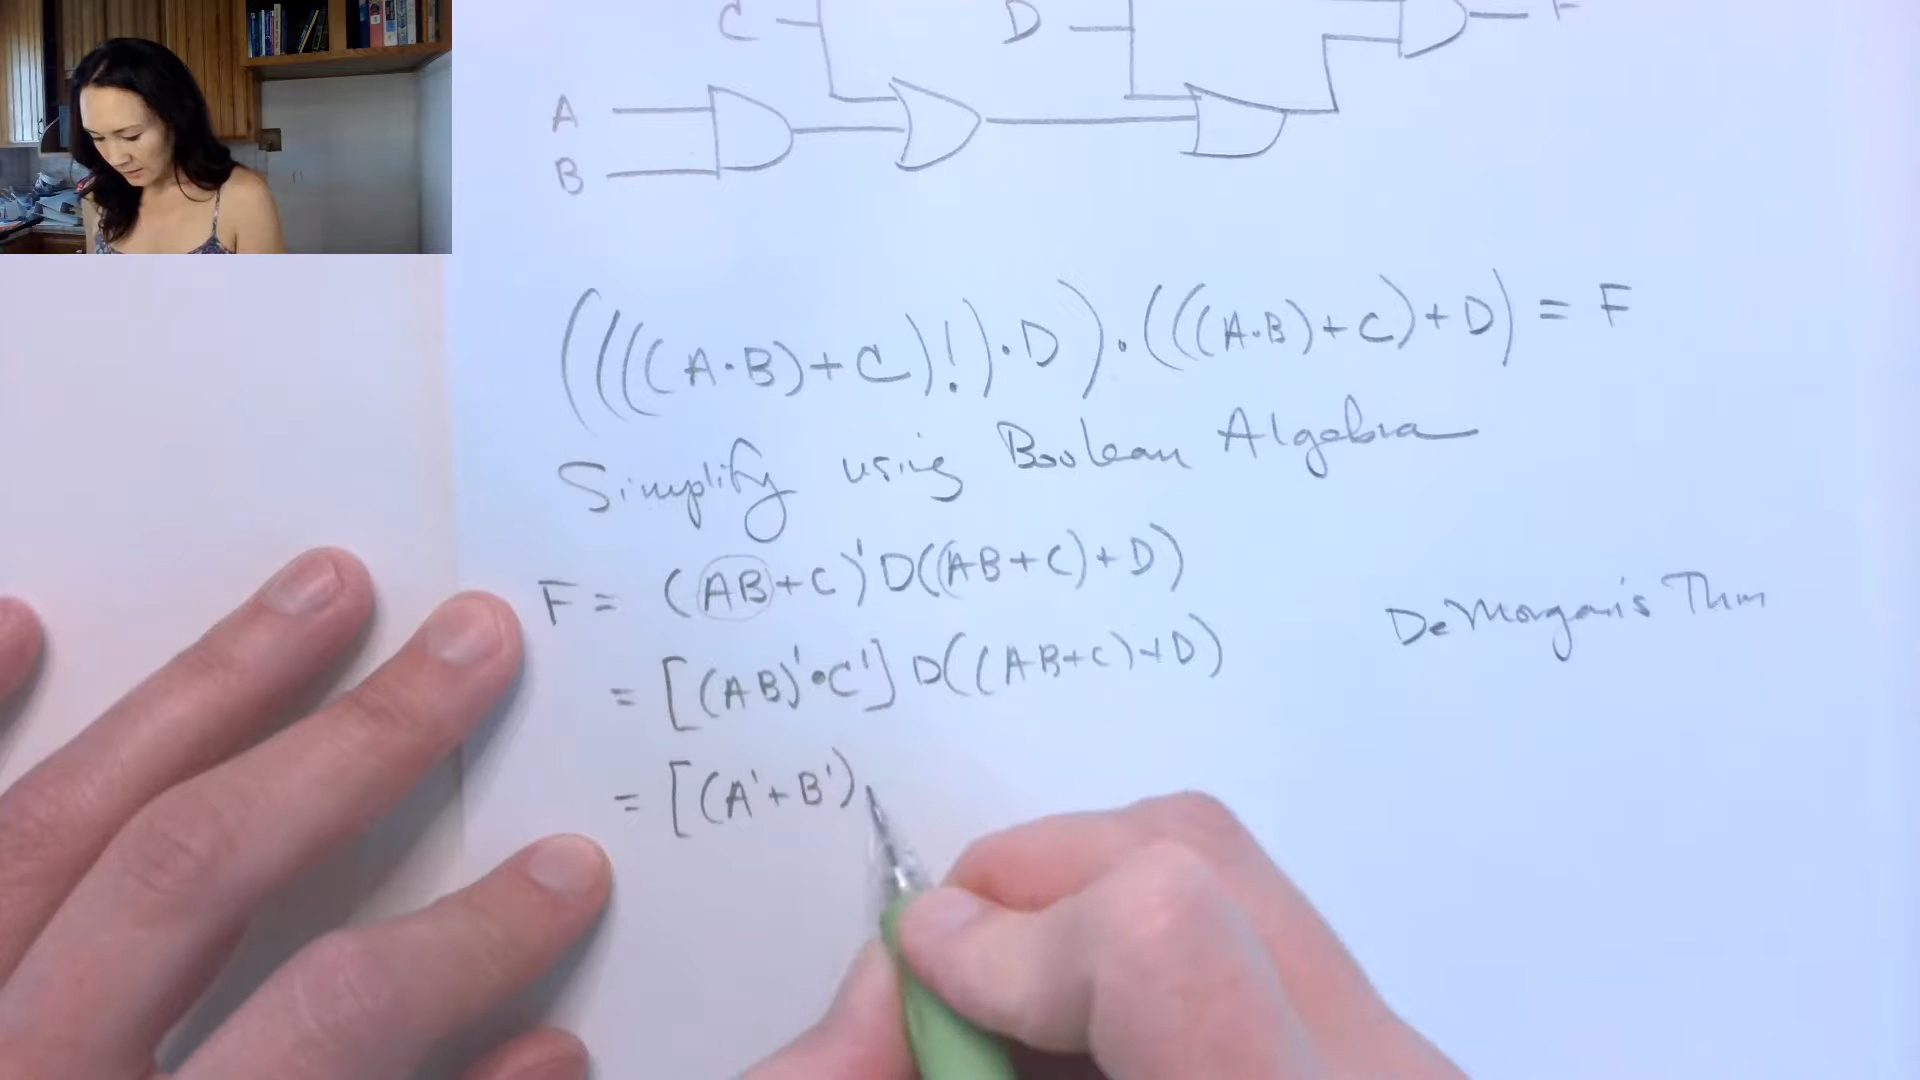 C D F
A
B
((((A·B)+C)!)·D)·(((A·B)+C)+D) = F
Simplify using Boolean Algebra
F = (AB+C)'D((AB+C)+D)
DeMorgan's Thm
= [(AB)'•C']D((AB+C)+D)
= [(A'+B')